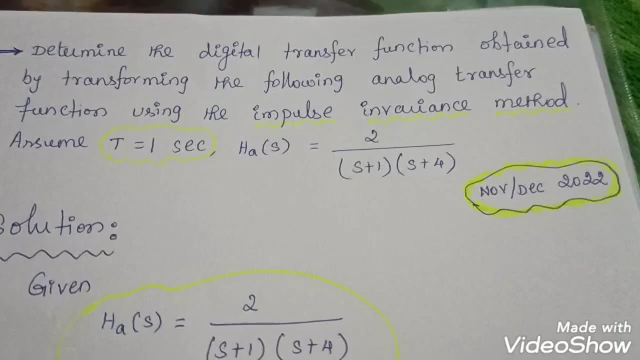 → Determine the digital transfer function obtained
by transforming the following analog transfer
function using the impulse invariance method.
Assume T = 1 sec, Ha(s) = 2 / (s+1)(s+4)
NOV/DEC 2022
Solution:
Given
Ha(s) = 2 / (s+1) (s+4)
Made with
VideoShow